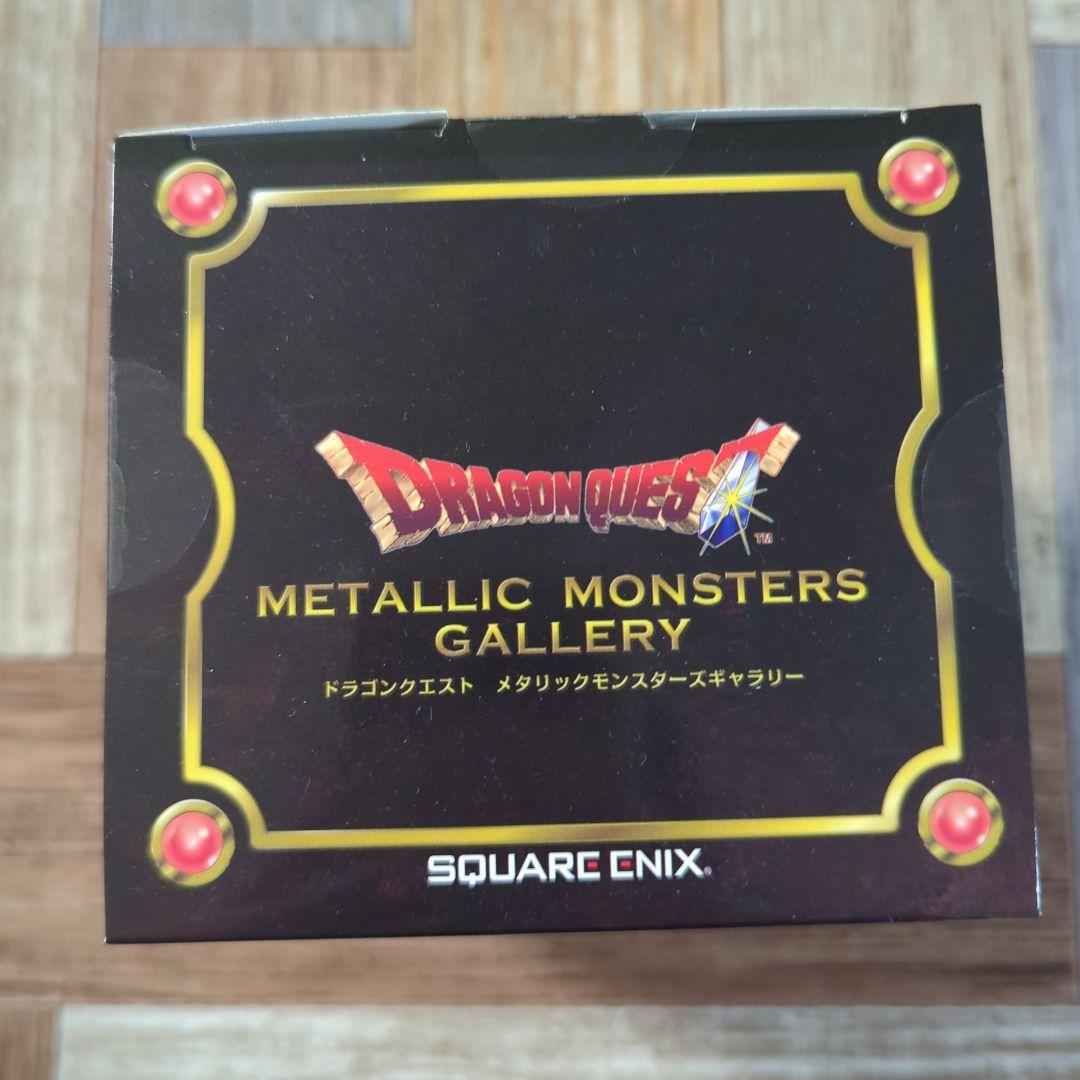 DRAGON QUEST TM
METALLIC MONSTERS
GALLERY
ドラゴンクエスト メタリックモンスターズギャラリー
SQUARE ENIX®